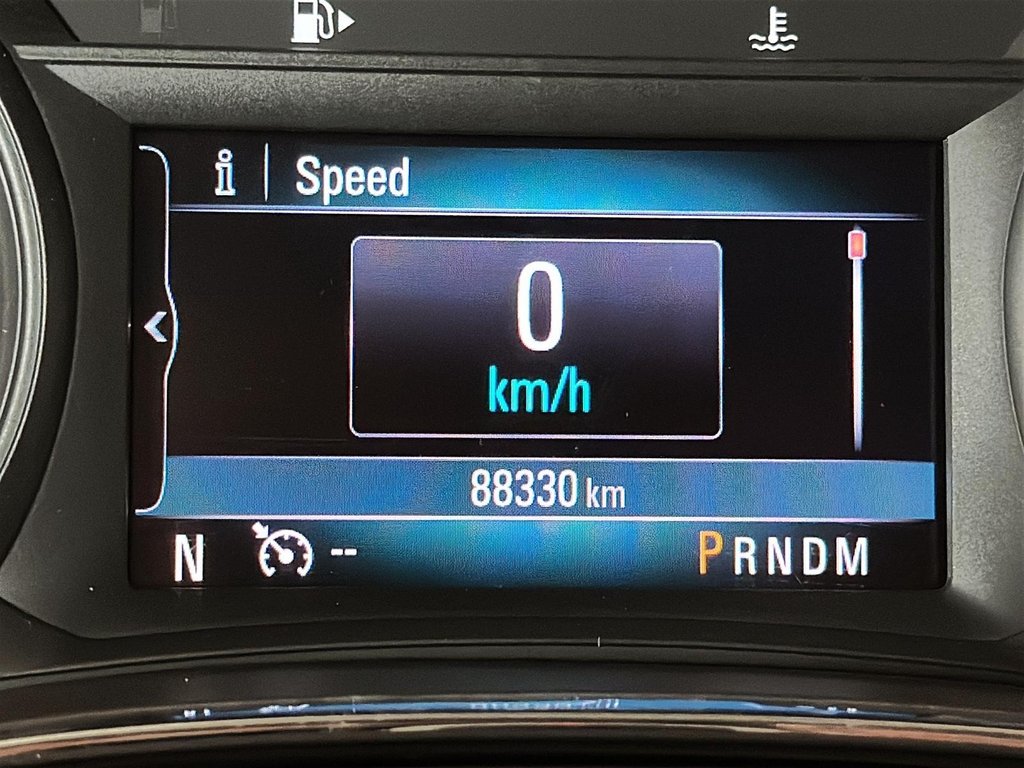 i Speed
0
km/h
88330 km
N -- PRNDM